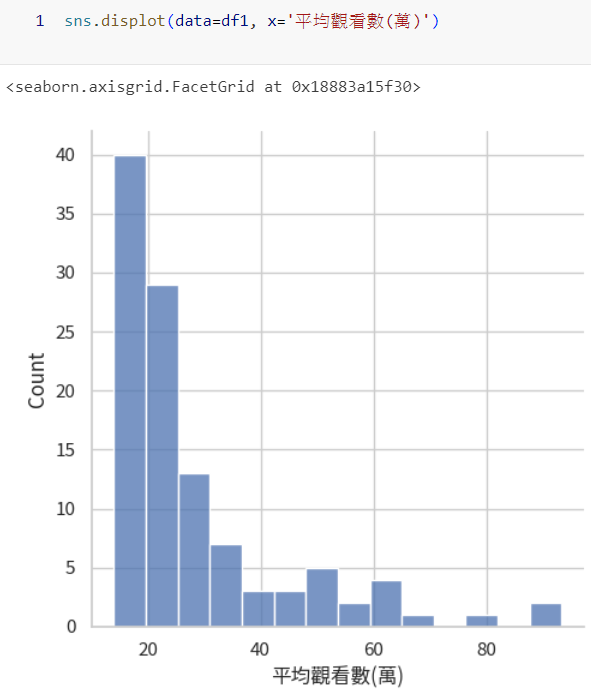 1 sns.displot(data=df1, x='平均觀看數(萬)')
<seaborn.axisgrid.FacetGrid at 0x18883a15f30>
40
35
30
25
20
15
10
5
0
Count
20 40 60 80
平均觀看數(萬)